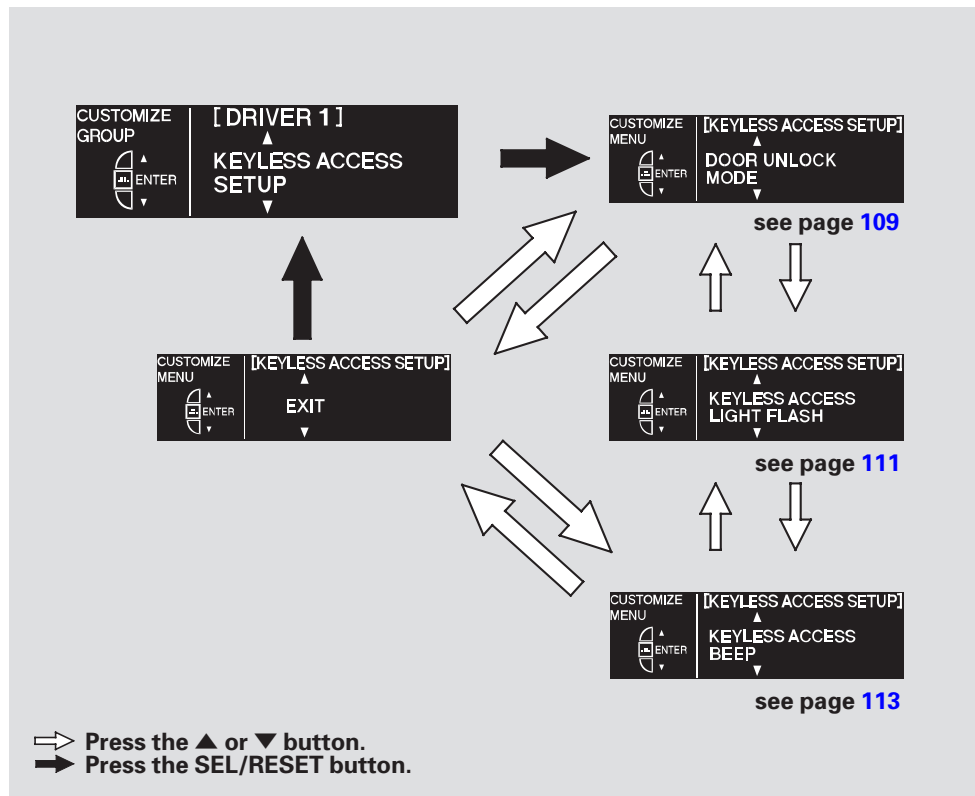 CUSTOMIZE
GROUP
▲
ENTER
▼
[ DRIVER 1 ]
▲
KEYLESS ACCESS
SETUP
▼
CUSTOMIZE
MENU
▲
ENTER
▼
[KEYLESS ACCESS SETUP]
▲
DOOR UNLOCK
MODE
▼
see page 109
CUSTOMIZE
MENU
▲
ENTER
▼
[KEYLESS ACCESS SETUP]
▲
EXIT
▼
CUSTOMIZE
MENU
▲
ENTER
▼
[KEYLESS ACCESS SETUP]
▲
KEYLESS ACCESS
LIGHT FLASH
▼
see page 111
CUSTOMIZE
MENU
▲
ENTER
▼
[KEYLESS ACCESS SETUP]
▲
KEYLESS ACCESS
BEEP
▼
see page 113
Press the ▲ or ▼ button.
Press the SEL/RESET button.